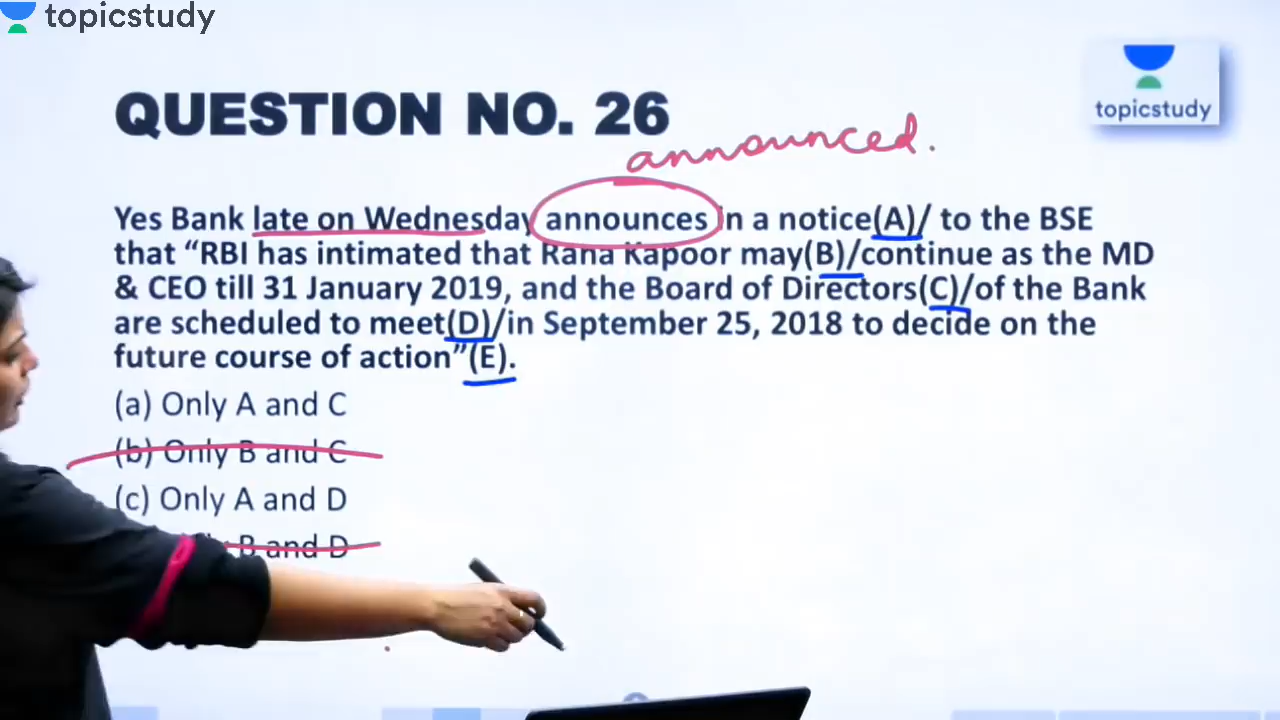 topicstudy
topicstudy
QUESTION NO. 26
announced.
Yes Bank late on Wednesday announces in a notice(A)/ to the BSE
that “RBI has intimated that Rana Kapoor may(B)/continue as the MD
& CEO till 31 January 2019, and the Board of Directors(C)/of the Bank
are scheduled to meet(D)/in September 25, 2018 to decide on the
future course of action”(E).
(a) Only A and C
(b) Only B and C
(c) Only A and D
B and D